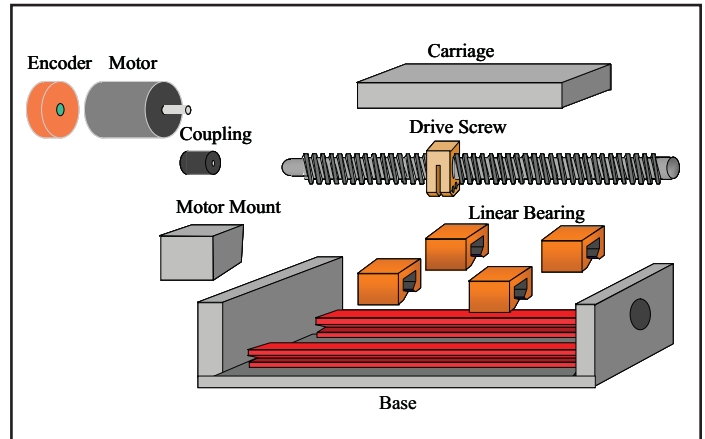 Encoder
Motor
Carriage
Coupling
Drive Screw
Motor Mount
Linear Bearing
Base